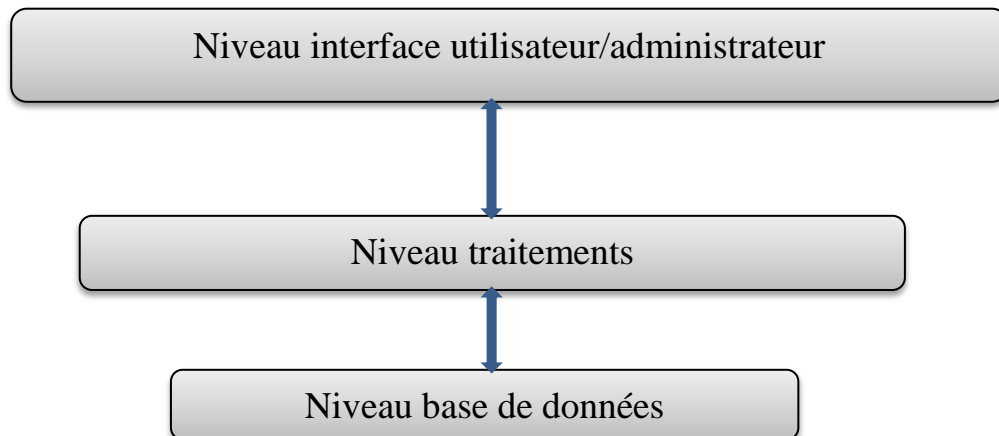 Niveau interface utilisateur/administrateur
Niveau traitements
Niveau base de données